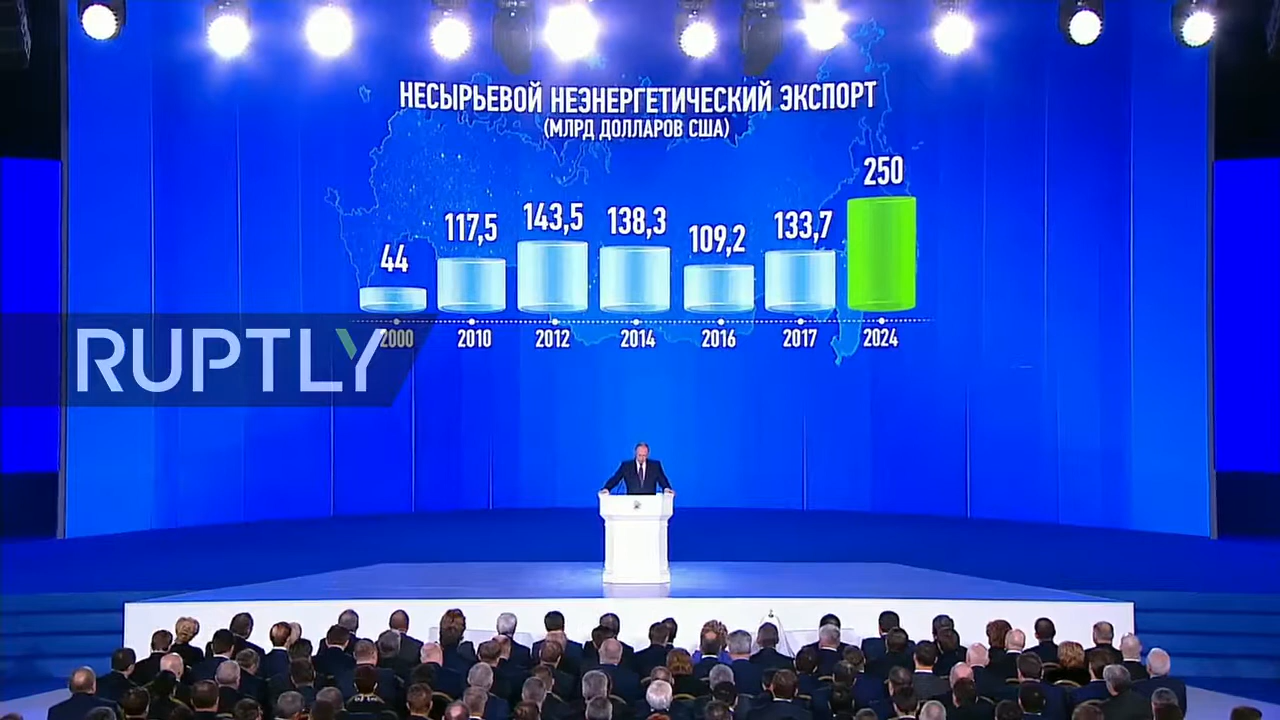 НЕСЫРЬЕВОЙ НЕЭНЕРГЕТИЧЕСКИЙ ЭКСПОРТ
(МЛРД ДОЛЛАРОВ США)
44 117,5 143,5 138,3 109,2 133,7 250
2000 2010 2012 2014 2016 2017 2024
RUPTLY